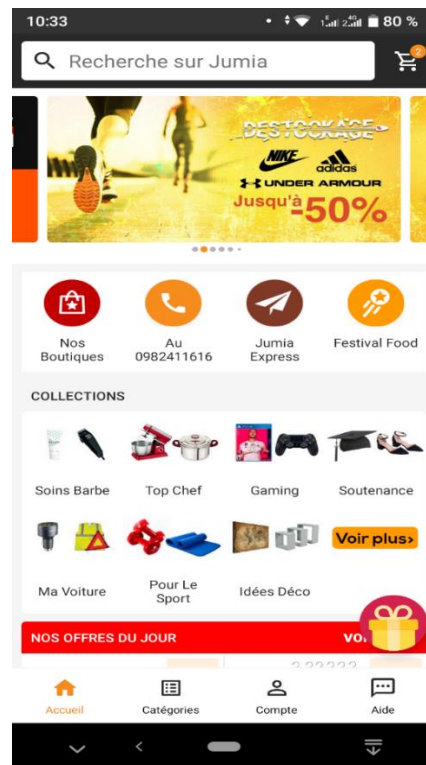 10:33
80 %
Recherche sur Jumia
2
DESTOCKAGE
NIKE
adidas
UNDER ARMOUR
Jusqu'à
-50%
Nos Boutiques
Au 0982411616
Jumia Express
Festival Food
COLLECTIONS
Soins Barbe
Top Chef
Gaming
Soutenance
Ma Voiture
Pour Le Sport
Idées Déco
Voir plus›
NOS OFFRES DU JOUR
Accueil
Catégories
Compte
Aide